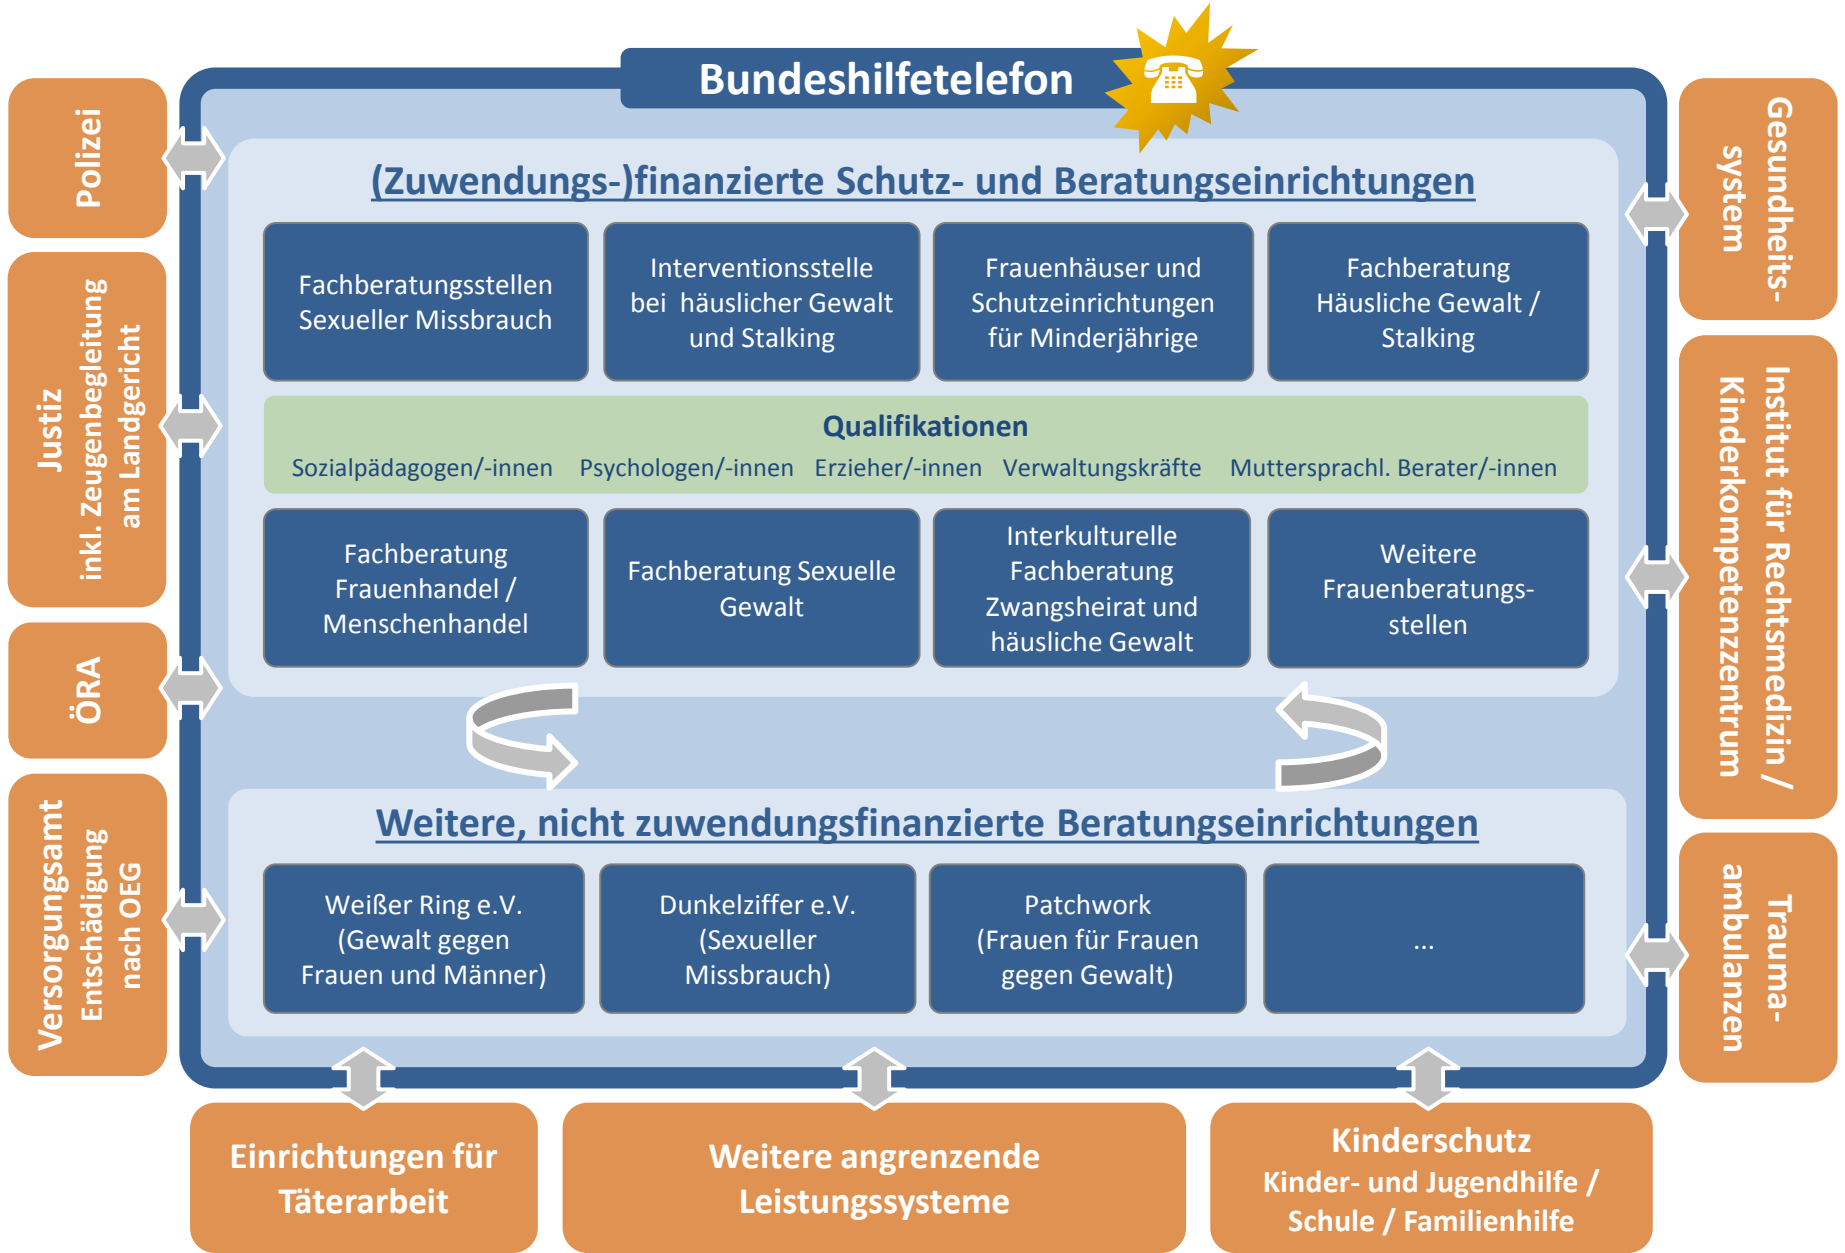 Bundeshilfetelefon
Polizei
Justiz
inkl. Zeugenbegleitung
am Landgericht
ÖRA
Versorgungsamt
Entschädigung
nach OEG
(Zuwendungs-)finanzierte Schutz- und Beratungseinrichtungen
Fachberatungsstellen
Sexueller Missbrauch
Interventionsstelle
bei häuslicher Gewalt
und Stalking
Frauenhäuser und
Schutzeinrichtungen
für Minderjährige
Fachberatung
Häusliche Gewalt /
Stalking
Qualifikationen
Sozialpädagogen/-innen Psychologen/-innen Erzieher/-innen Verwaltungskräfte Muttersprachl. Berater/-innen
Fachberatung
Frauenhandel /
Menschenhandel
Fachberatung Sexuelle
Gewalt
Interkulturelle
Fachberatung
Zwangsheirat und
häusliche Gewalt
Weitere
Frauenberatungs-
stellen
Weitere, nicht zuwendungsfinanzierte Beratungseinrichtungen
Weißer Ring e.V.
(Gewalt gegen
Frauen und Männer)
Dunkelziffer e.V.
(Sexueller
Missbrauch)
Patchwork
(Frauen für Frauen
gegen Gewalt)
...
Gesundheits-
system
Institut für Rechtsmedizin /
Kinderkompetenzzentrum
Trauma-
ambulanzen
Einrichtungen für
Täterarbeit
Weitere angrenzende
Leistungssysteme
Kinderschutz
Kinder- und Jugendhilfe /
Schule / Familienhilfe